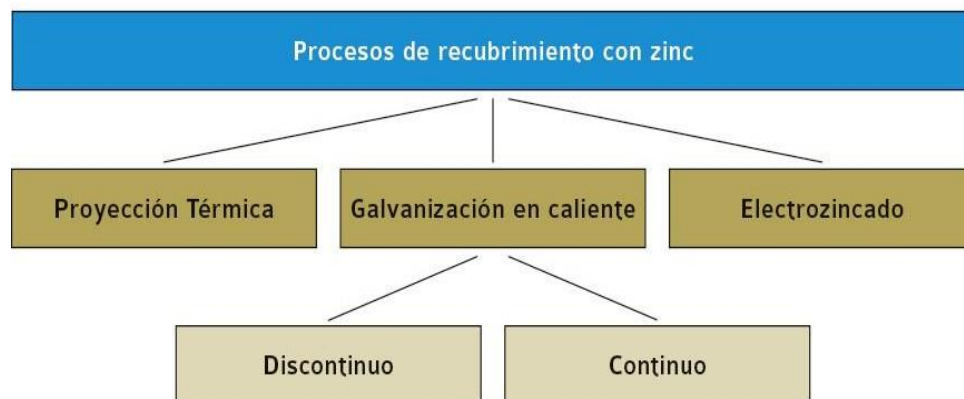 Procesos de recubrimiento con zinc
Proyección Térmica
Galvanización en caliente
Electrozincado
Discontinuo
Continuo